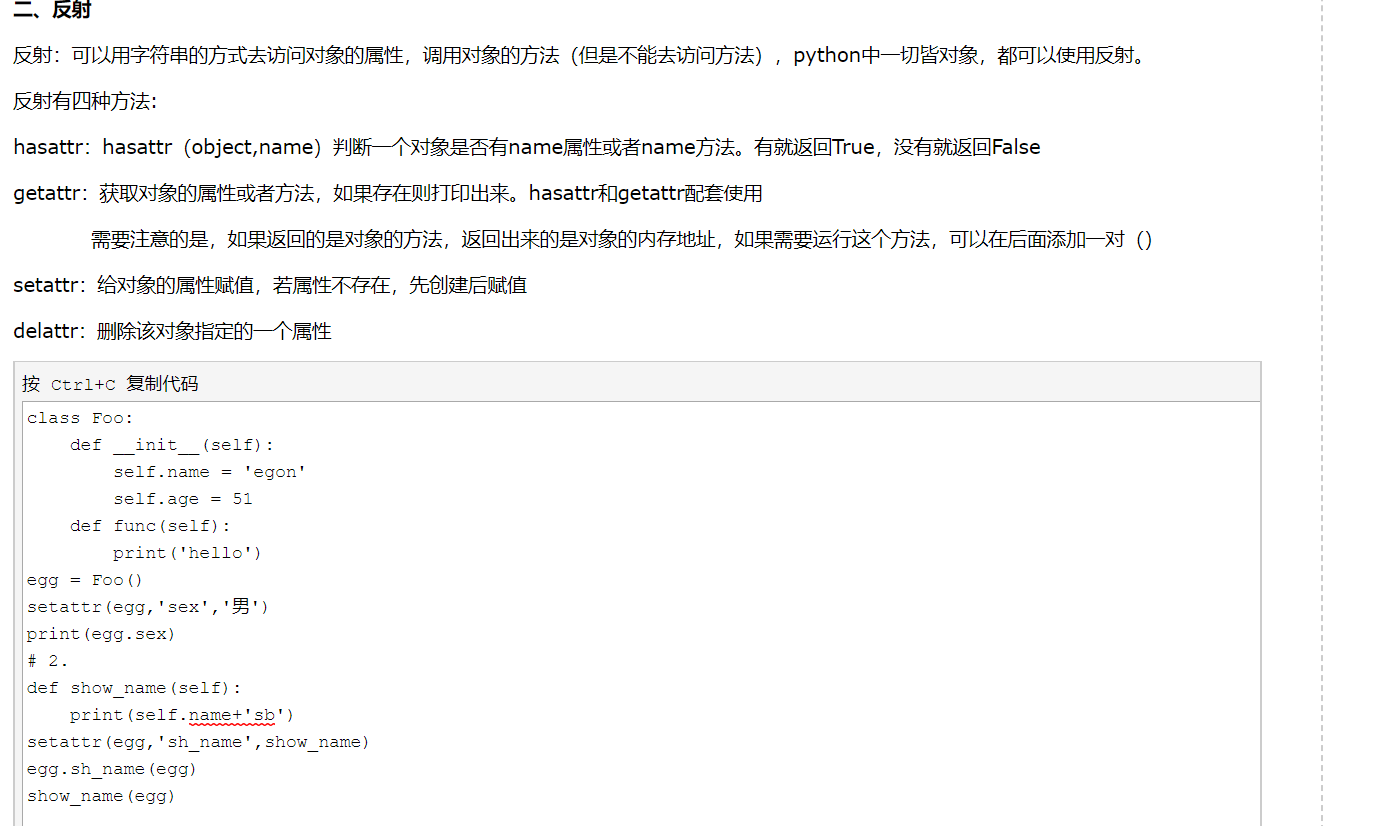 二、反射
反射：可以用字符串的方式去访问对象的属性，调用对象的方法（但是不能去访问方法），python中一切皆对象，都可以使用反射。
反射有四种方法：
hasattr：hasattr（object,name）判断一个对象是否有name属性或者name方法。有就返回True，没有就返回False
getattr：获取对象的属性或者方法，如果存在则打印出来。hasattr和getattr配套使用
需要注意的是，如果返回的是对象的方法，返回出来的是对象的内存地址，如果需要运行这个方法，可以在后面添加一对（）
setattr：给对象的属性赋值，若属性不存在，先创建后赋值
delattr：删除该对象指定的一个属性
按 Ctrl+C 复制代码
class Foo:
    def __init__(self):
        self.name = 'egon'
        self.age = 51
    def func(self):
        print('hello')
egg = Foo()
setattr(egg,'sex','男')
print(egg.sex)
# 2.
def show_name(self):
    print(self.name+'sb')
setattr(egg,'sh_name',show_name)
egg.sh_name(egg)
show_name(egg)